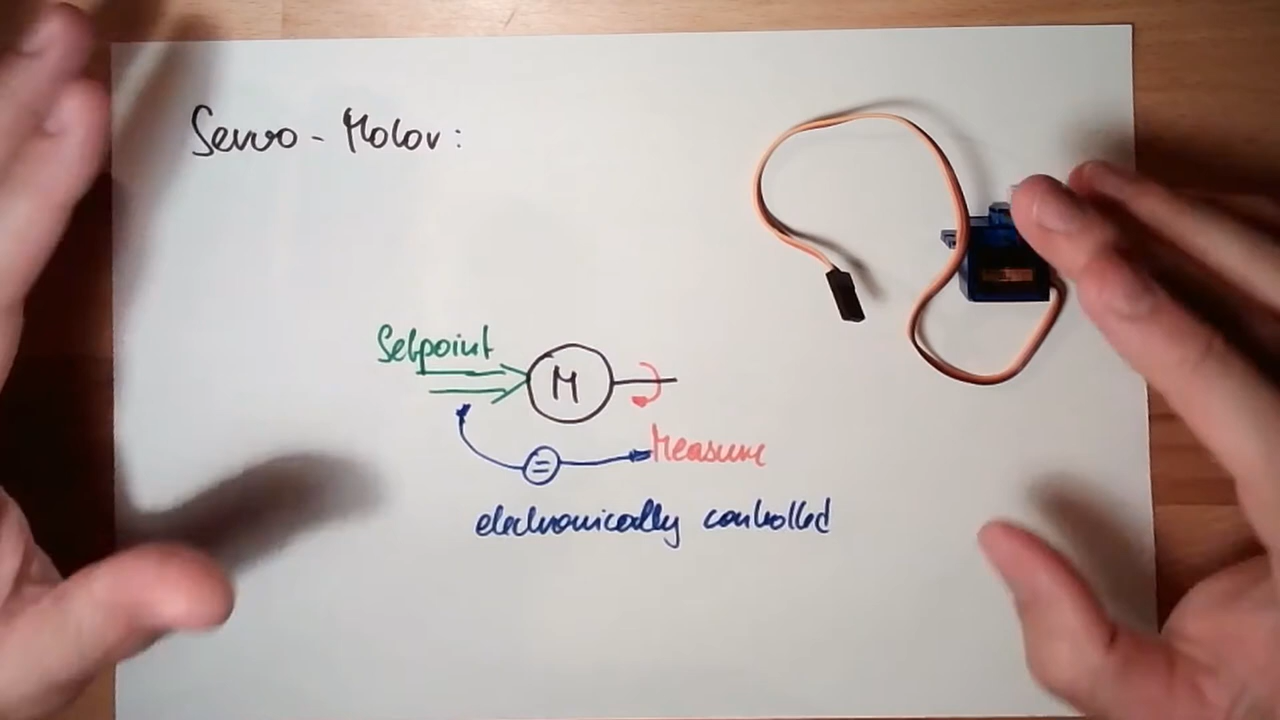 Servo - Motor:
Setpoint
M
=
Measure
electronically controlled